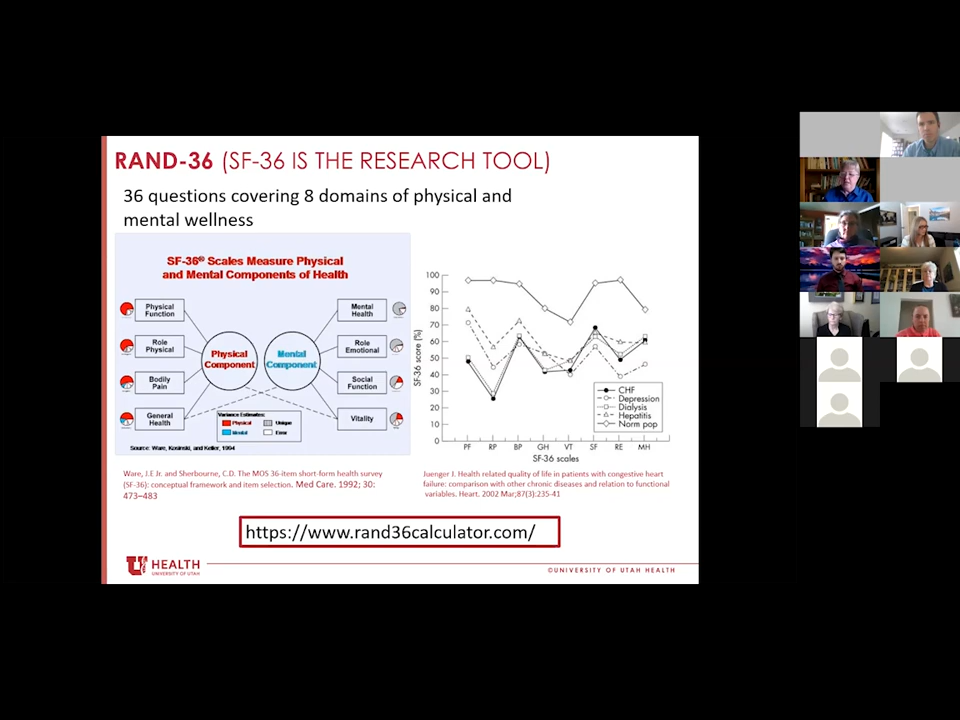 RAND-36 (SF-36 IS THE RESEARCH TOOL)
36 questions covering 8 domains of physical and
mental wellness
SF-36® Scales Measure Physical
and Mental Components of Health
Physical
Function
Role
Physical
Bodily
Pain
General
Health
Physical
Component
Mental
Component
Mental
Health
Role
Emotional
Social
Function
Vitality
Variance Estimates:
Physical
Unique
Mental
Error
Source: Ware, Kosinski, and Keller, 1994
SF-36 score (%)
100
90
80
70
60
50
40
30
20
10
0
PF RP BP GH VT SF RE MH
SF-36 scales
CHF
Depression
Dialysis
Hepatitis
Norm pop
Ware, J.E Jr. and Sherbourne, C.D. The MOS 36-item short-form health survey
(SF-36): conceptual framework and item selection. Med Care. 1992; 30:
473–483
Juenger J. Health related quality of life in patients with congestive heart
failure: comparison with other chronic diseases and relation to functional
variables. Heart. 2002 Mar;87(3):235-41
https://www.rand36calculator.com/
U HEALTH
UNIVERSITY OF UTAH
©UNIVERSITY OF UTAH HEALTH